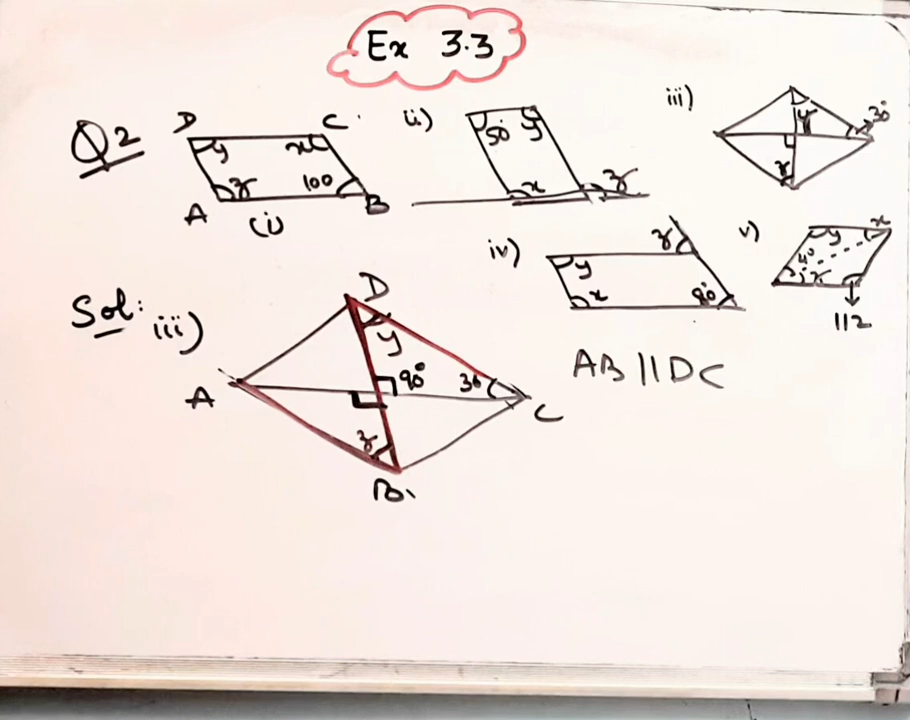 Ex 3.3
Q2
D C
y x
z 100
A B
(i)
ii)
50° y
x z
iii)
y 30°
z
iv)
z
y
x 80°
v)
y x
40°
z
112
Sol: iii)
D
y
90° 30
A C
z
B
AB || DC